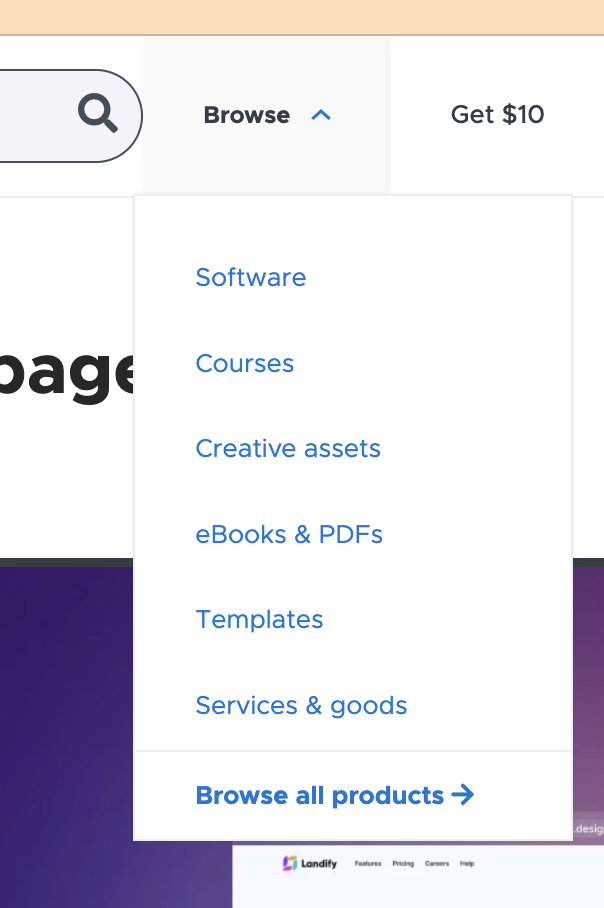 Browse
Get $10
Software
Courses
page
Creative assets
eBooks & PDFs
Templates
Services & goods
Browse all products
Landify
Features Pricing Careers Help